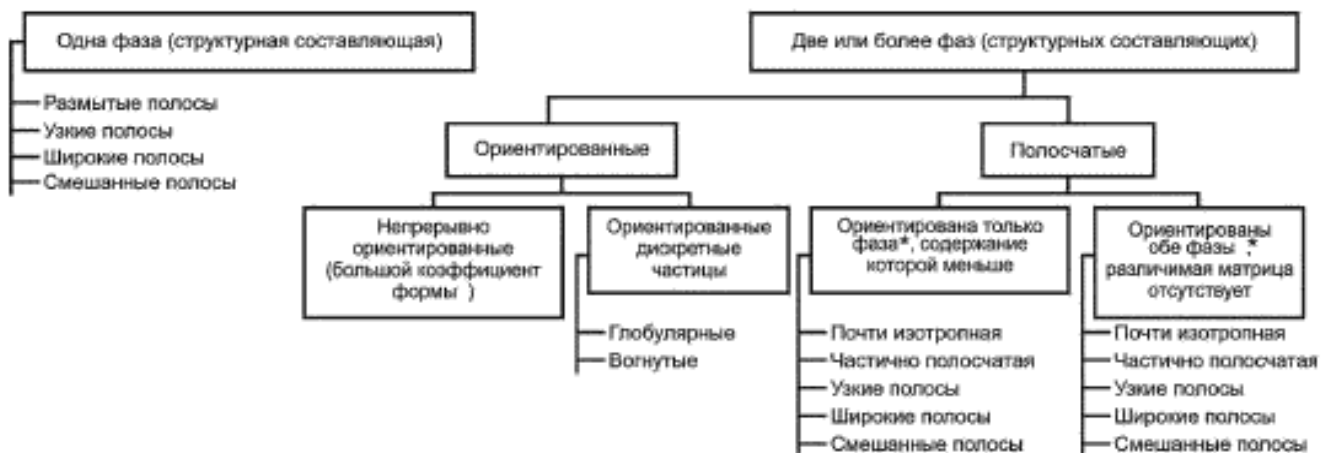 Одна фаза (структурная составляющая)
Размытые полосы
Узкие полосы
Широкие полосы
Смешанные полосы
Две или более фаз (структурных составляющих)
Ориентированные
Полосчатые
Непрерывно
ориентированные
(большой коэффициент
формы )
Ориентированные
дискретные
частицы
Глобулярные
Вогнутые
Ориентирована только
фаза*, содержание
которой меньше
Почти изотропная
Частично полосчатая
Узкие полосы
Широкие полосы
Смешанные полосы
Ориентированы
обе фазы *,
различимая матрица
отсутствует
Почти изотропная
Частично полосчатая
Узкие полосы
Широкие полосы
Смешанные полосы